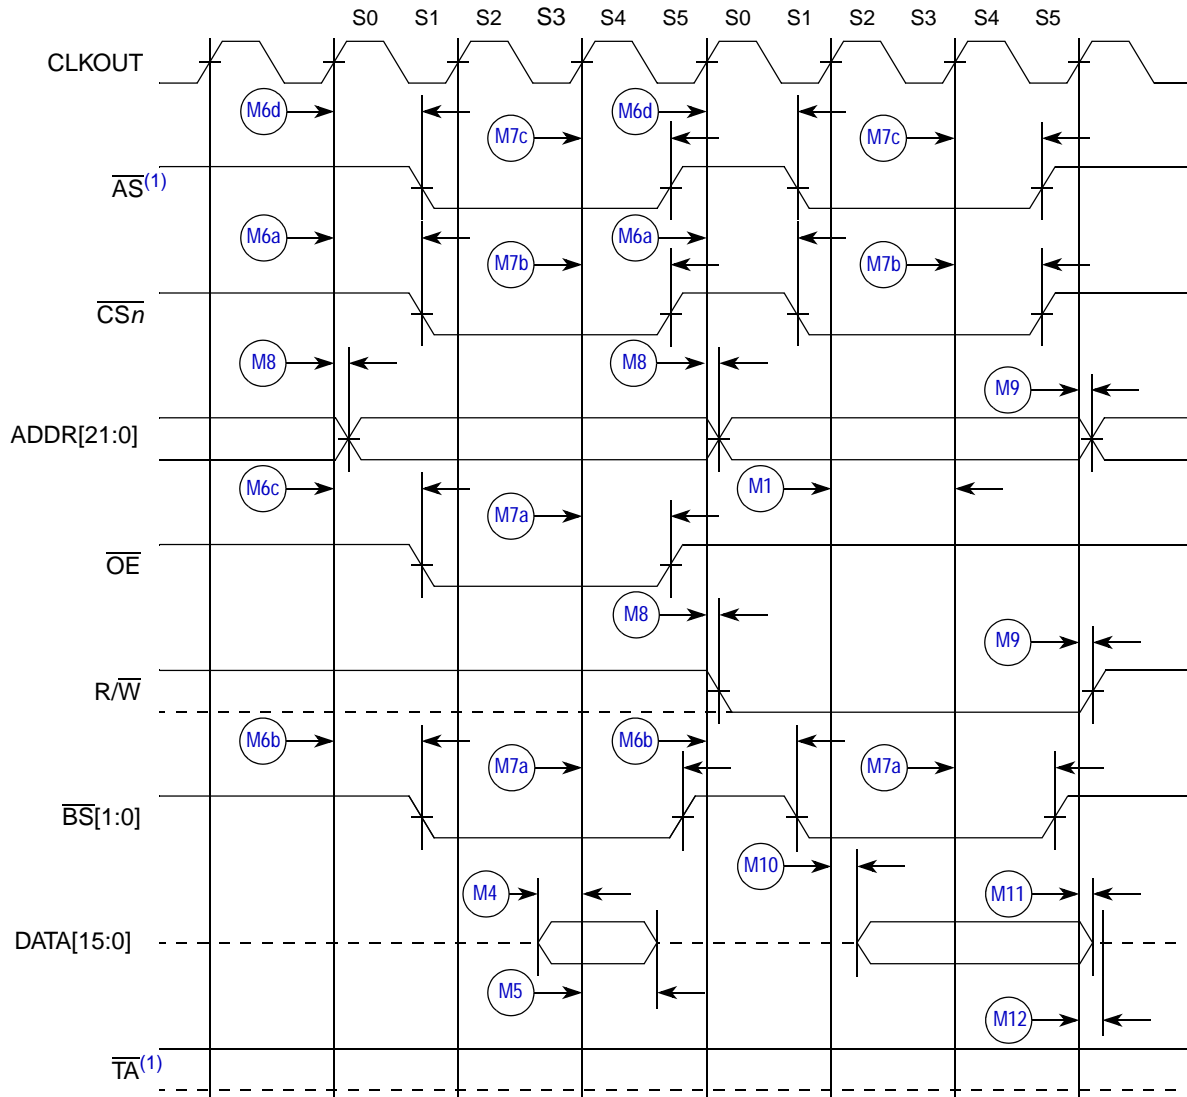 S0 S1 S2 S3 S4 S5 S0 S1 S2 S3 S4 S5
CLKOUT
M6d M6d
M7c M7c
AS(1)
M6a M6a
M7b M7b
CSn
M8 M8
M9
ADDR[21:0]
M6c M1
M7a
OE
M8
M9
R/W
M6b M6b
M7a M7a
BS[1:0]
M10
M4 M11
DATA[15:0]
M5
M12
TA(1)